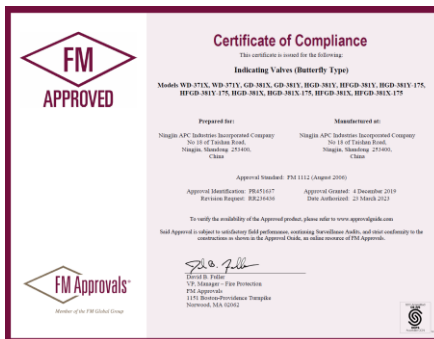 FM
APPROVED
Certificate of Compliance
This certificate is issued for the following:
Indicating Valves (Butterfly Type)
Models WD-371X, WD-371Y, GD-381X, GD-381Y, HGD-381Y, HFGD-381Y, HGD-381Y-175,
HFGD-381Y-175, HGD-381X, HGD-381X-175, HFGD-381X, HFGD-381X-175
Prepared for:
Ningjin APC Industries Incorporated Company
No 16 of Taishan Road,
Ningjin, Shandong 253400,
China
Manufactured at:
Ningjin APC Industries Incorporated Company
No 16 of Taishan Road,
Ningjin, Shandong 253400,
China
Approval Standard: FM 1112 (August 2006)
Approval Identification: PR451637
Approval Granted: 4 December 2019
Revision Request: RR236436
Date Authorized: 23 March 2023
To verify the availability of the Approved product, please refer to www.approvalguide.com
Said Approval is subject to satisfactory field performance, continuing Surveillance Audits, and strict conformity to the
constructions as shown in the Approval Guide, an online resource of FM Approvals.
David B. Fuller
VP, Manager - Fire Protection
FM Approvals
1151 Boston-Providence Turnpike
Norwood, MA 02062
FM Approvals
Member of the FM Global Group